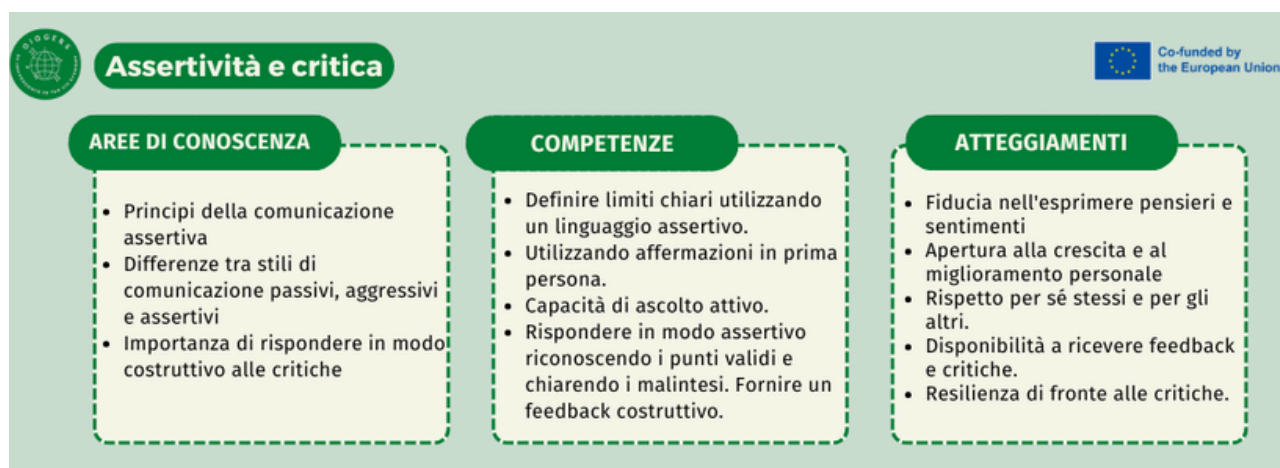 DIOGENE
Assertività e critica
Co-funded by
the European Union
AREE DI CONOSCENZA
• Principi della comunicazione
assertiva
• Differenze tra stili di
comunicazione passivi, aggressivi
e assertivi
• Importanza di rispondere in modo
costruttivo alle critiche
COMPETENZE
• Definire limiti chiari utilizzando
un linguaggio assertivo.
• Utilizzando affermazioni in prima
persona.
• Capacità di ascolto attivo.
• Rispondere in modo assertivo
riconoscendo i punti validi e
chiarendo i malintesi. Fornire un
feedback costruttivo.
ATTEGGIAMENTI
• Fiducia nell'esprimere pensieri e
sentimenti
• Apertura alla crescita e al
miglioramento personale
• Rispetto per sé stessi e per gli
altri.
• Disponibilità a ricevere feedback
e critiche.
• Resilienza di fronte alle critiche.